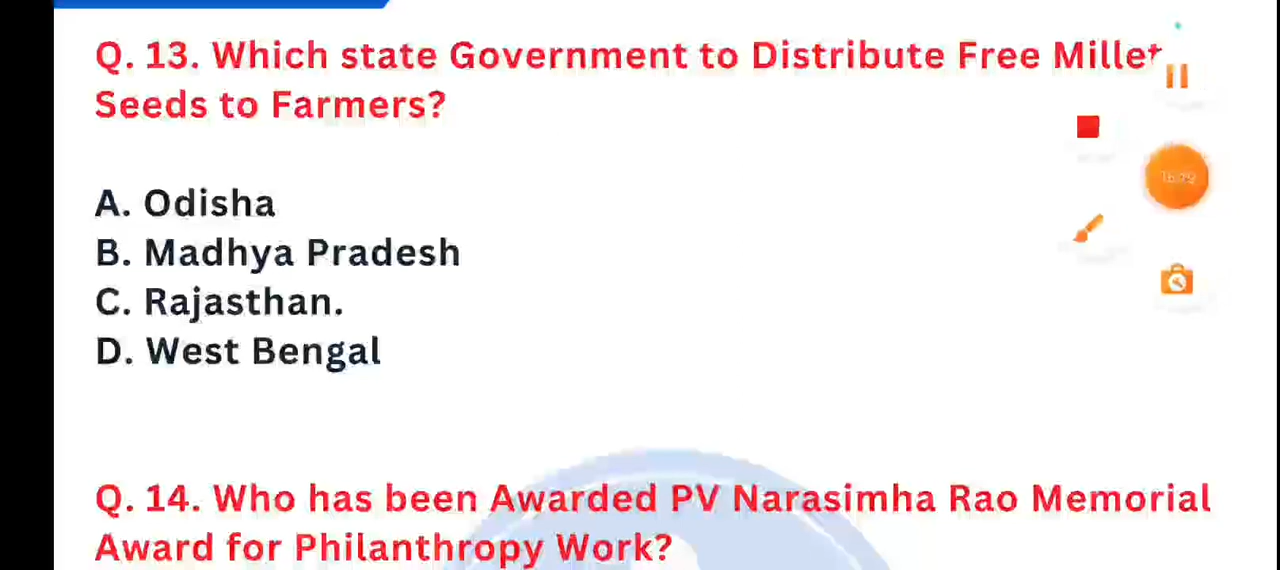 Q. 13. Which state Government to Distribute Free Millet
Seeds to Farmers?
A. Odisha
B. Madhya Pradesh
C. Rajasthan.
D. West Bengal
Q. 14. Who has been Awarded PV Narasimha Rao Memorial
Award for Philanthropy Work?